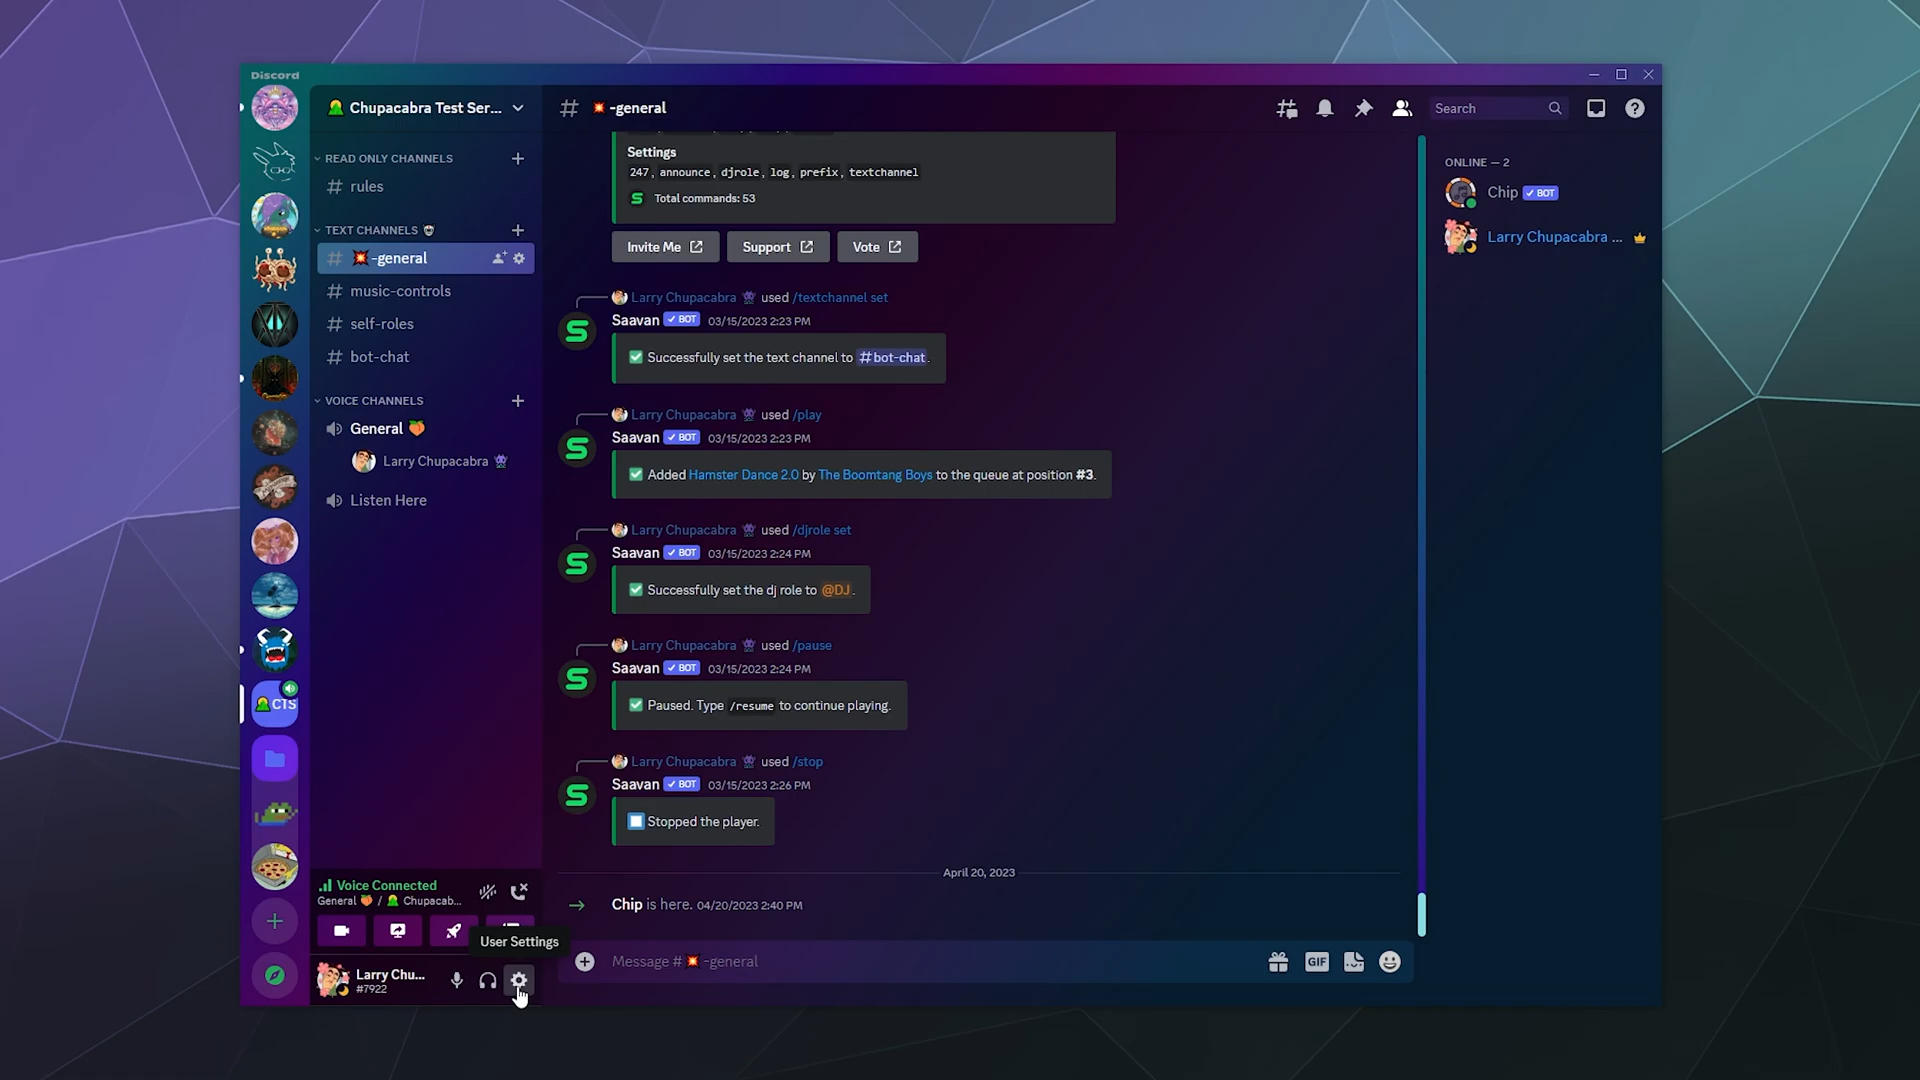 Discord
Chupacabra Test Ser...
READ ONLY CHANNELS
rules
TEXT CHANNELS
-general
music-controls
self-roles
bot-chat
VOICE CHANNELS
General
Larry Chupacabra
Listen Here
Voice Connected
General / Chupacab...
User Settings
Larry Chu...
#7922
CTS
# -general
Search
Settings
247, announce, djrole, log, prefix, textchannel
S Total commands: 53
Invite Me
Support
Vote
Larry Chupacabra used /textchannel set
Saavan BOT 03/15/2023 2:23 PM
Successfully set the text channel to #bot-chat.
Larry Chupacabra used /play
Saavan BOT 03/15/2023 2:23 PM
Added Hamster Dance 2.0 by The Boomtang Boys to the queue at position #3.
Larry Chupacabra used /djrole set
Saavan BOT 03/15/2023 2:24 PM
Successfully set the dj role to @DJ.
Larry Chupacabra used /pause
Saavan BOT 03/15/2023 2:24 PM
Paused. Type /resume to continue playing.
Larry Chupacabra used /stop
Saavan BOT 03/15/2023 2:26 PM
Stopped the player.
April 20, 2023
Chip is here. 04/20/2023 2:40 PM
Message # -general
GIF
ONLINE — 2
Chip BOT
Larry Chupacabra ...